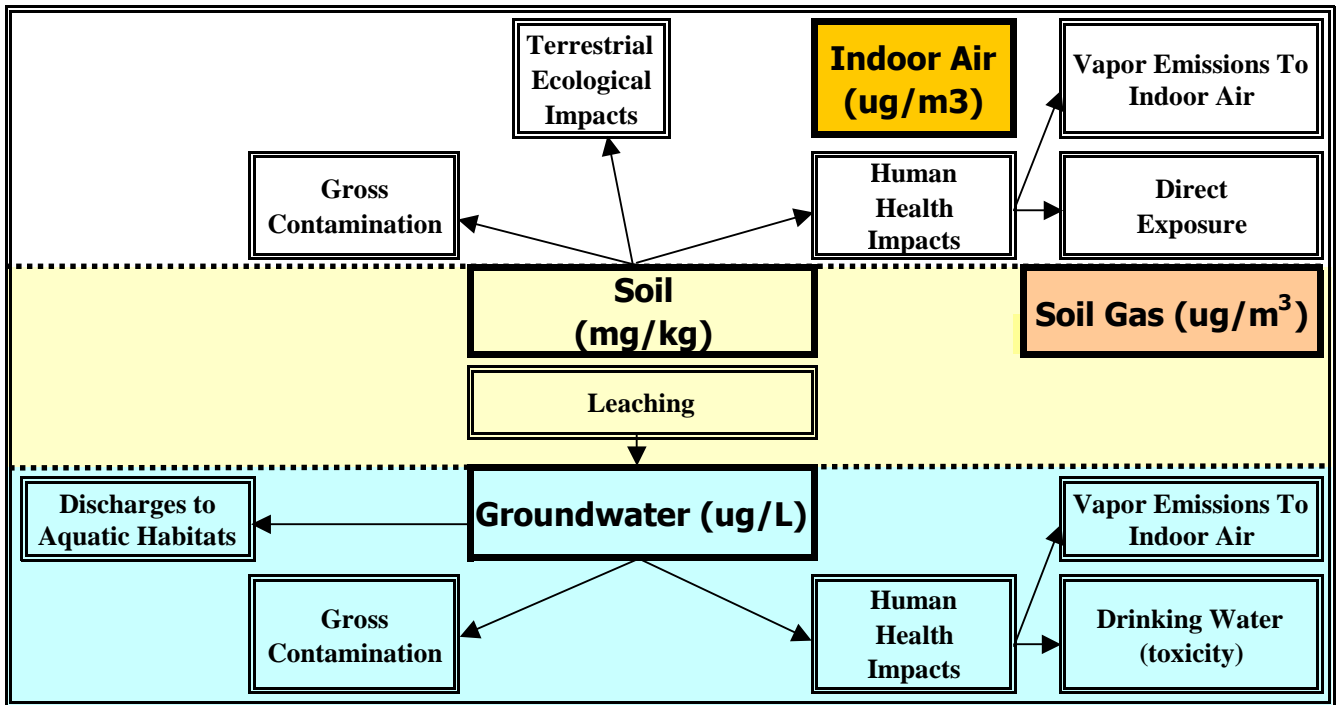 Terrestrial
Ecological
Impacts
Indoor Air
(ug/m3)
Vapor Emissions To
Indoor Air
Gross
Contamination
Human
Health
Impacts
Direct
Exposure
Soil
(mg/kg)
Soil Gas (ug/m³)
Leaching
Discharges to
Aquatic Habitats
Groundwater (ug/L)
Vapor Emissions To
Indoor Air
Gross
Contamination
Human
Health
Impacts
Drinking Water
(toxicity)